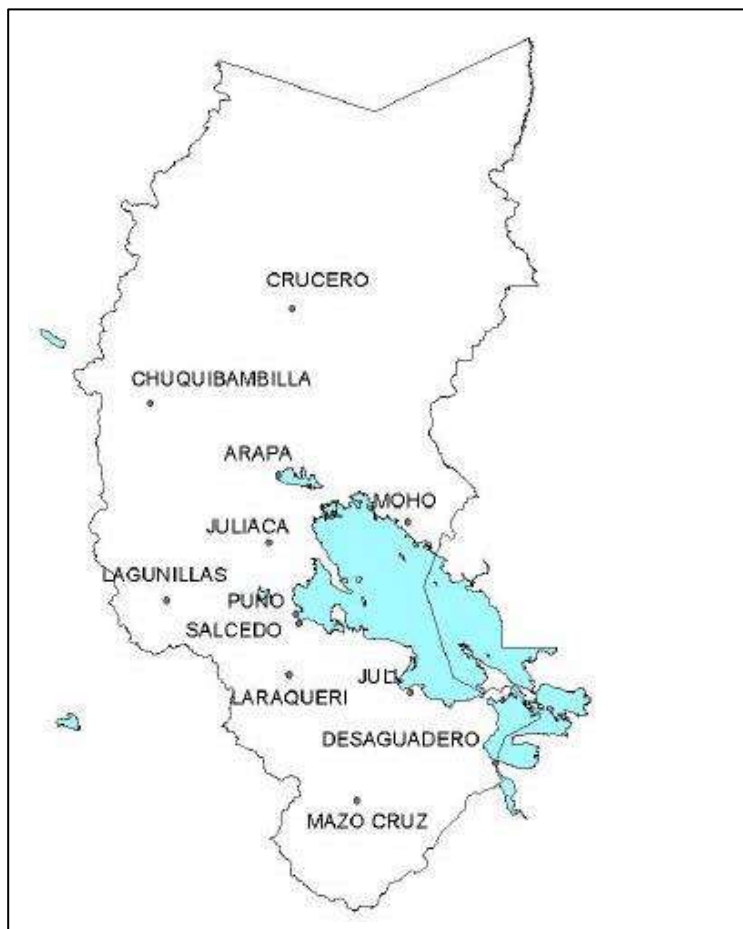 CRUCERO
CHUQUIBAMBILLA
ARAPA
MOHO
JULIACA
LAGUNILLAS
PUNO
SALCEDO
JULI
LARAQUERI
DESAGUADERO
MAZO CRUZ